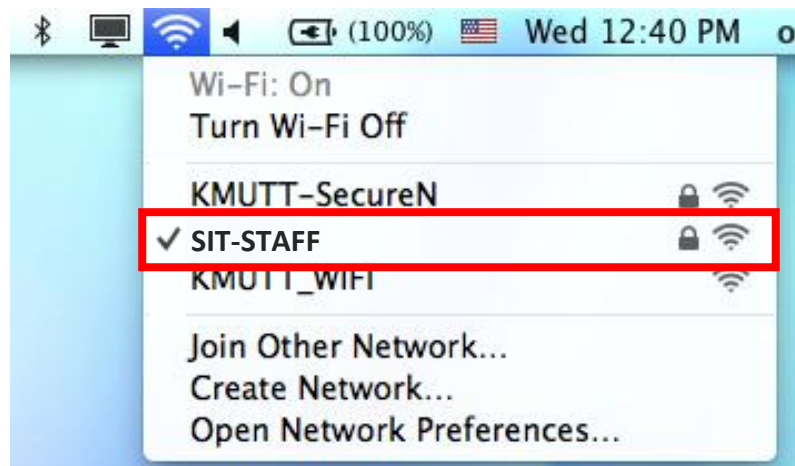 (100%) Wed 12:40 PM o
Wi-Fi: On
Turn Wi-Fi Off
KMUTT-SecureN
SIT-STAFF
KMUTT_WIFI
Join Other Network...
Create Network...
Open Network Preferences...